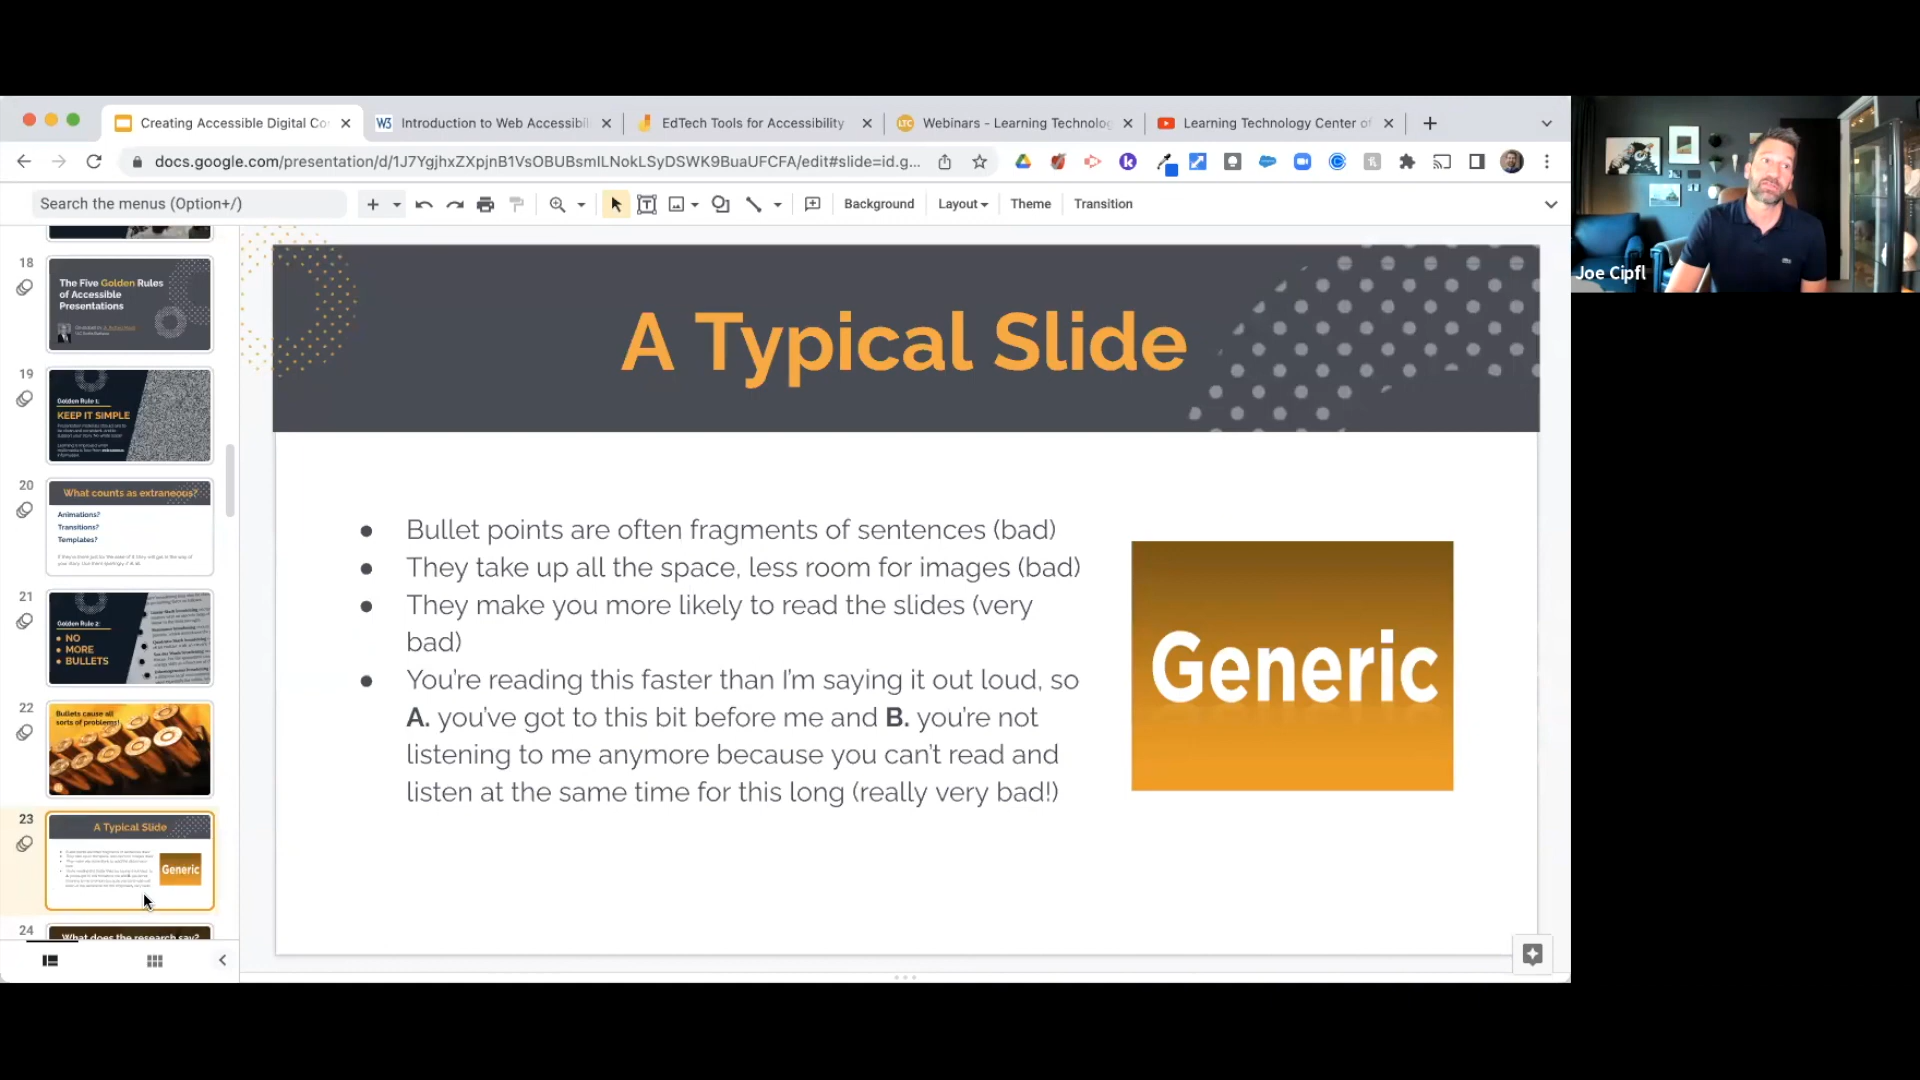 Creating Accessible Digital Co
Introduction to Web Accessibil
EdTech Tools for Accessibility
Webinars - Learning Technolog
Learning Technology Center of
docs.google.com/presentation/d/1J7YgjhxZXpjnB1VsOBUBsmILNokLSyDSWK9BuaUFCFA/edit#slide=id.g...
Search the menus (Option+/)
Background
Layout
Theme
Transition
Joe Cipfl
18
The Five Golden Rules
of Accessible
Presentations
19
Golden Rule 1:
KEEP IT SIMPLE
20
What counts as extraneous?
Animations?
Transitions?
Templates?
21
Golden Rule 2:
• NO
• MORE
• BULLETS
22
Bullets cause all
sorts of problems!
23
A Typical Slide
Generic
24
What does the research say?
A Typical Slide
● Bullet points are often fragments of sentences (bad)
● They take up all the space, less room for images (bad)
● They make you more likely to read the slides (very
bad)
● You're reading this faster than I'm saying it out loud, so
A. you've got to this bit before me and B. you're not
listening to me anymore because you can't read and
listen at the same time for this long (really very bad!)
Generic